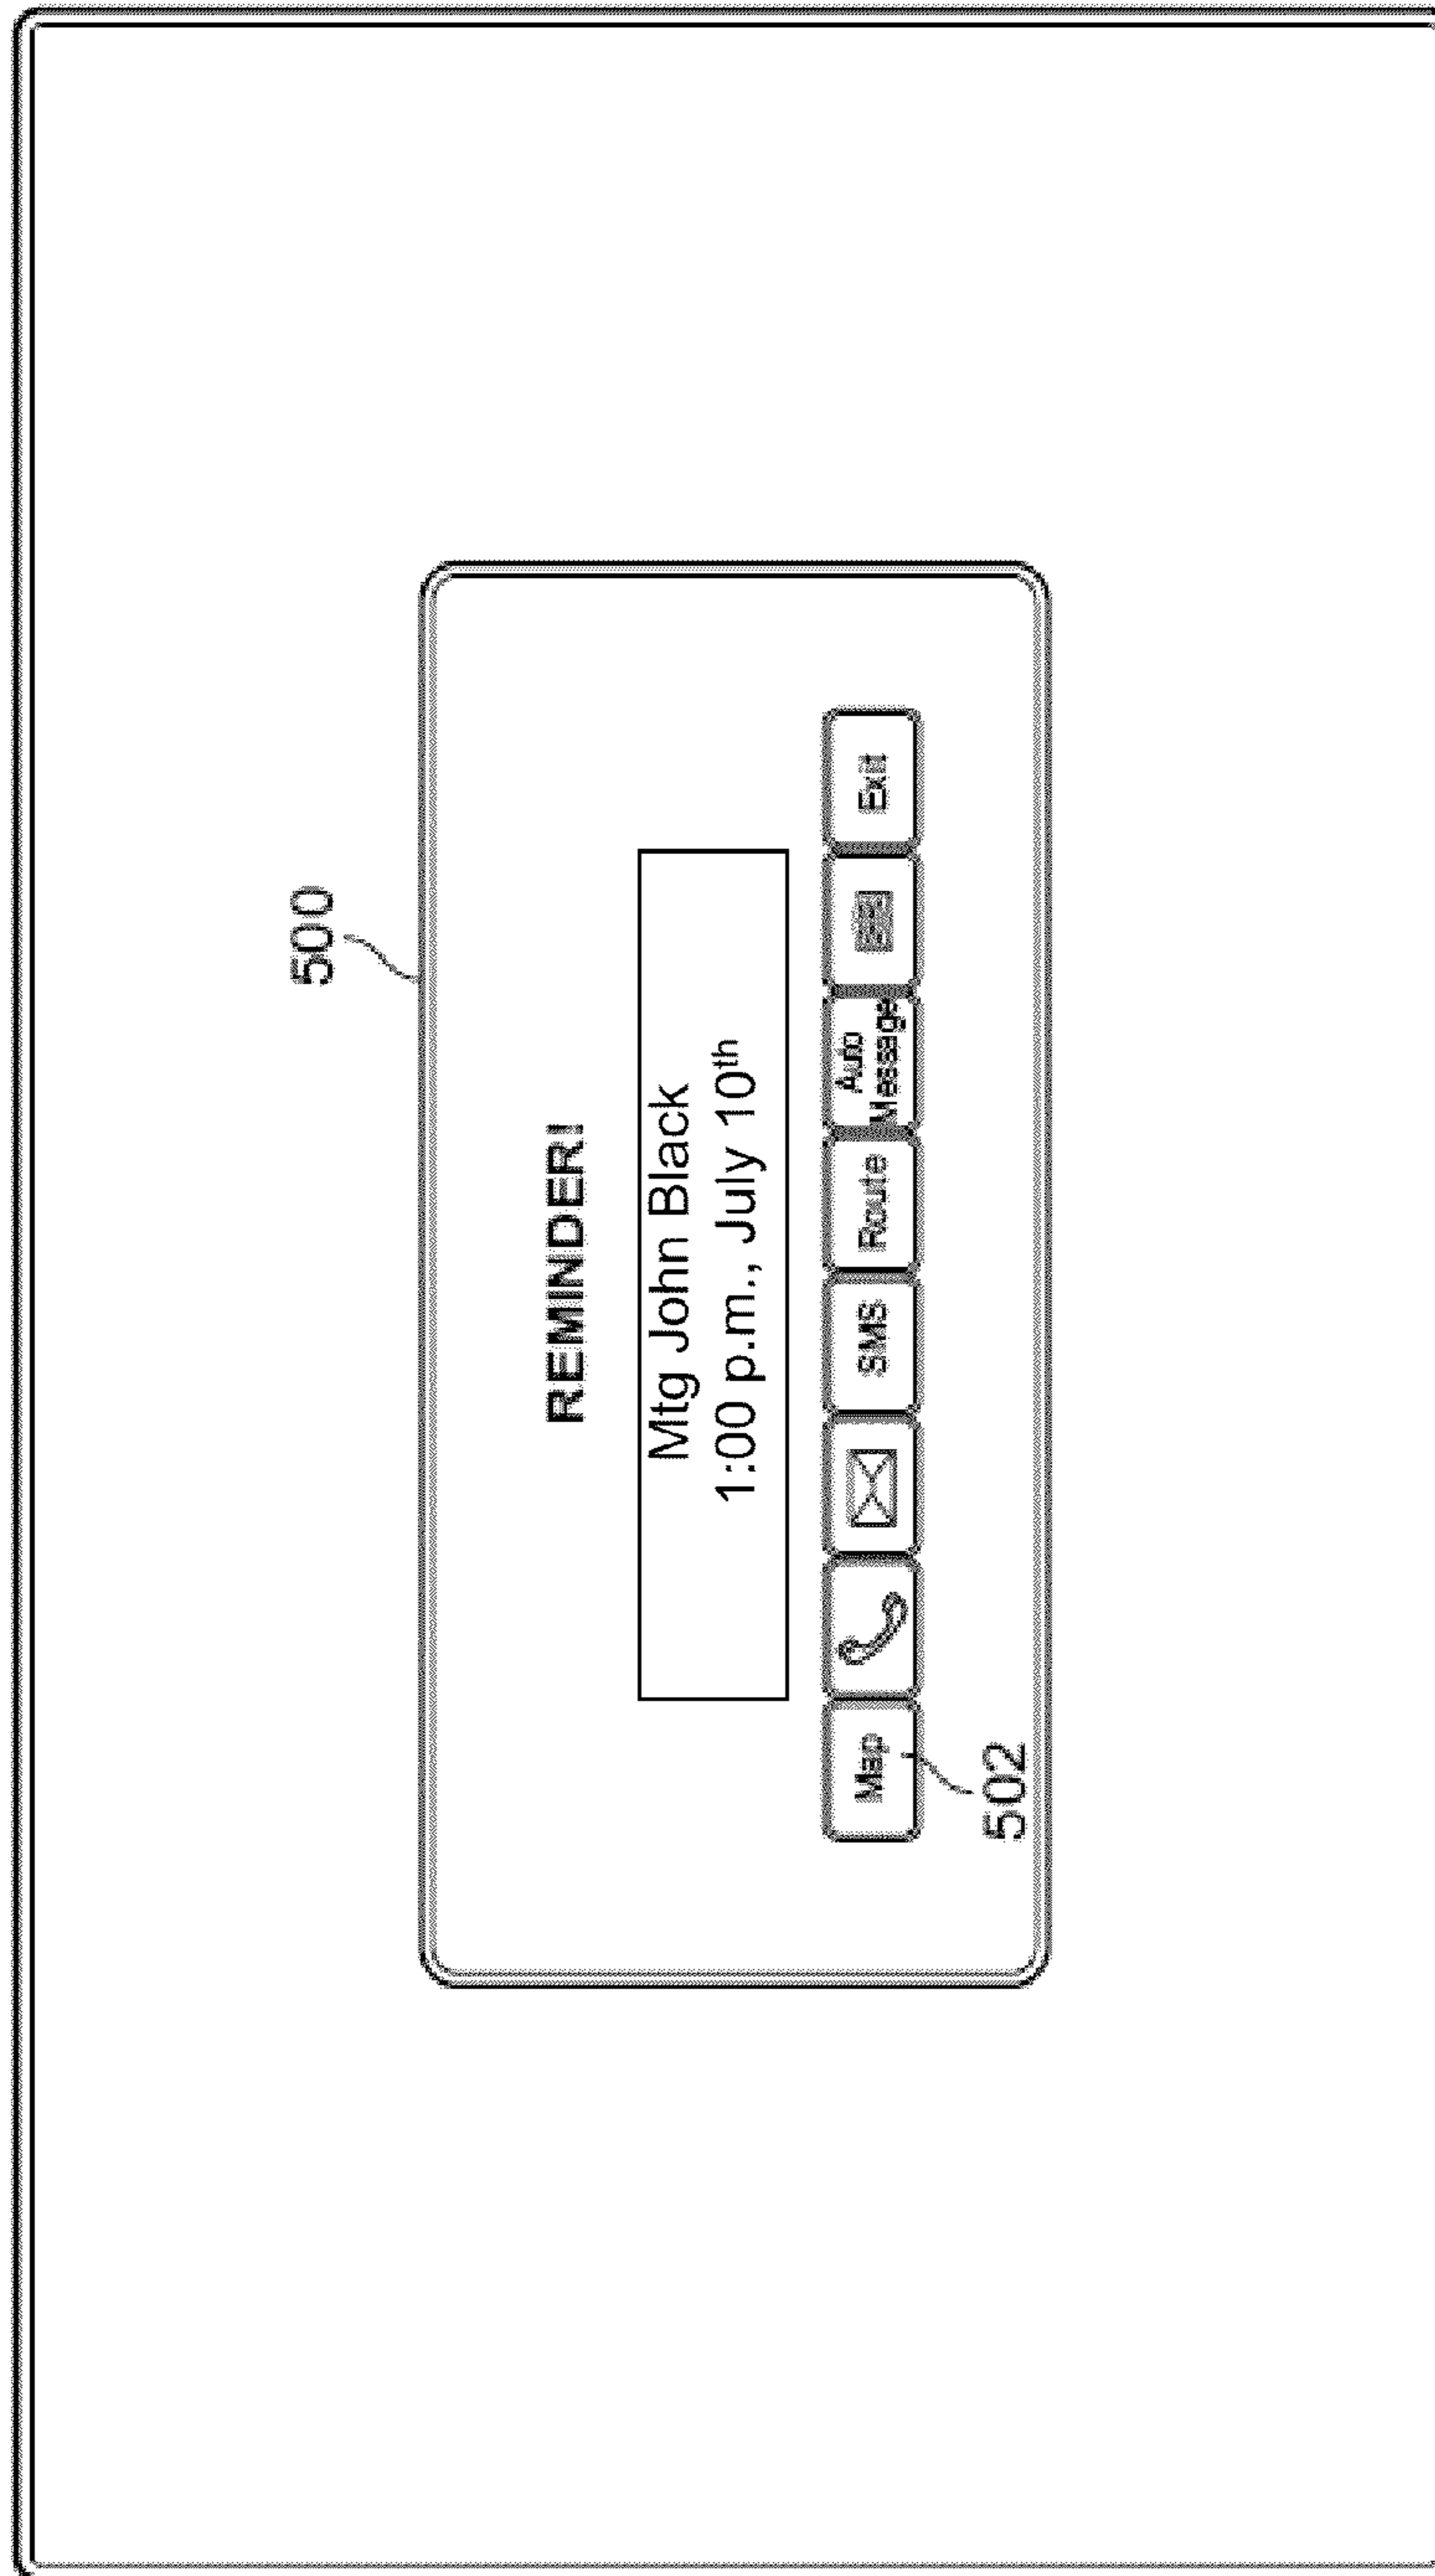 500
REMINDER!
Mtg John Black
1:00 p.m., July 10th
Map
SMS
Route
Auto
Message
Exit
502